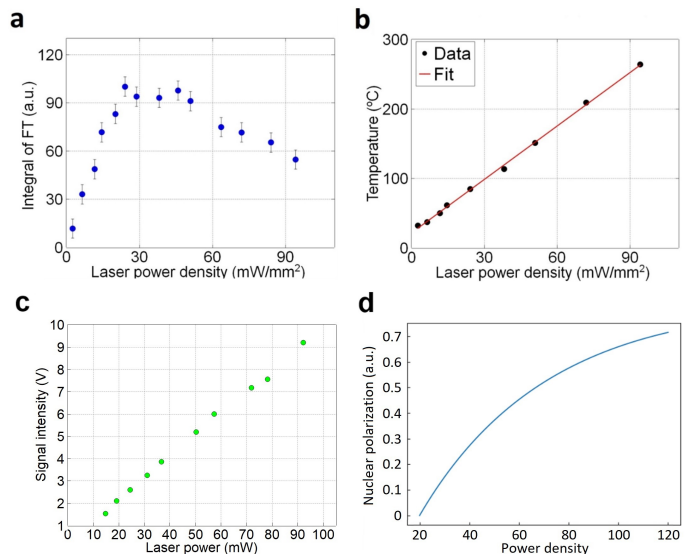 a
120
90
60
30
0
Integral of FT (a.u.)
0 30 60 90
Laser power density (mW/mm²)
b
300
200
100
0
Temperature (ºC)
Data
Fit
0 30 60 90
Laser power density (mW/mm²)
c
10
9
8
7
6
5
4
3
2
1
Signal intensity (V)
0 10 20 30 40 50 60 70 80 90 100
Laser power (mW)
d
0.7
0.6
0.5
0.4
0.3
0.2
0.1
0
Nuclear polarization (a.u.)
20 40 60 80 100 120
Power density